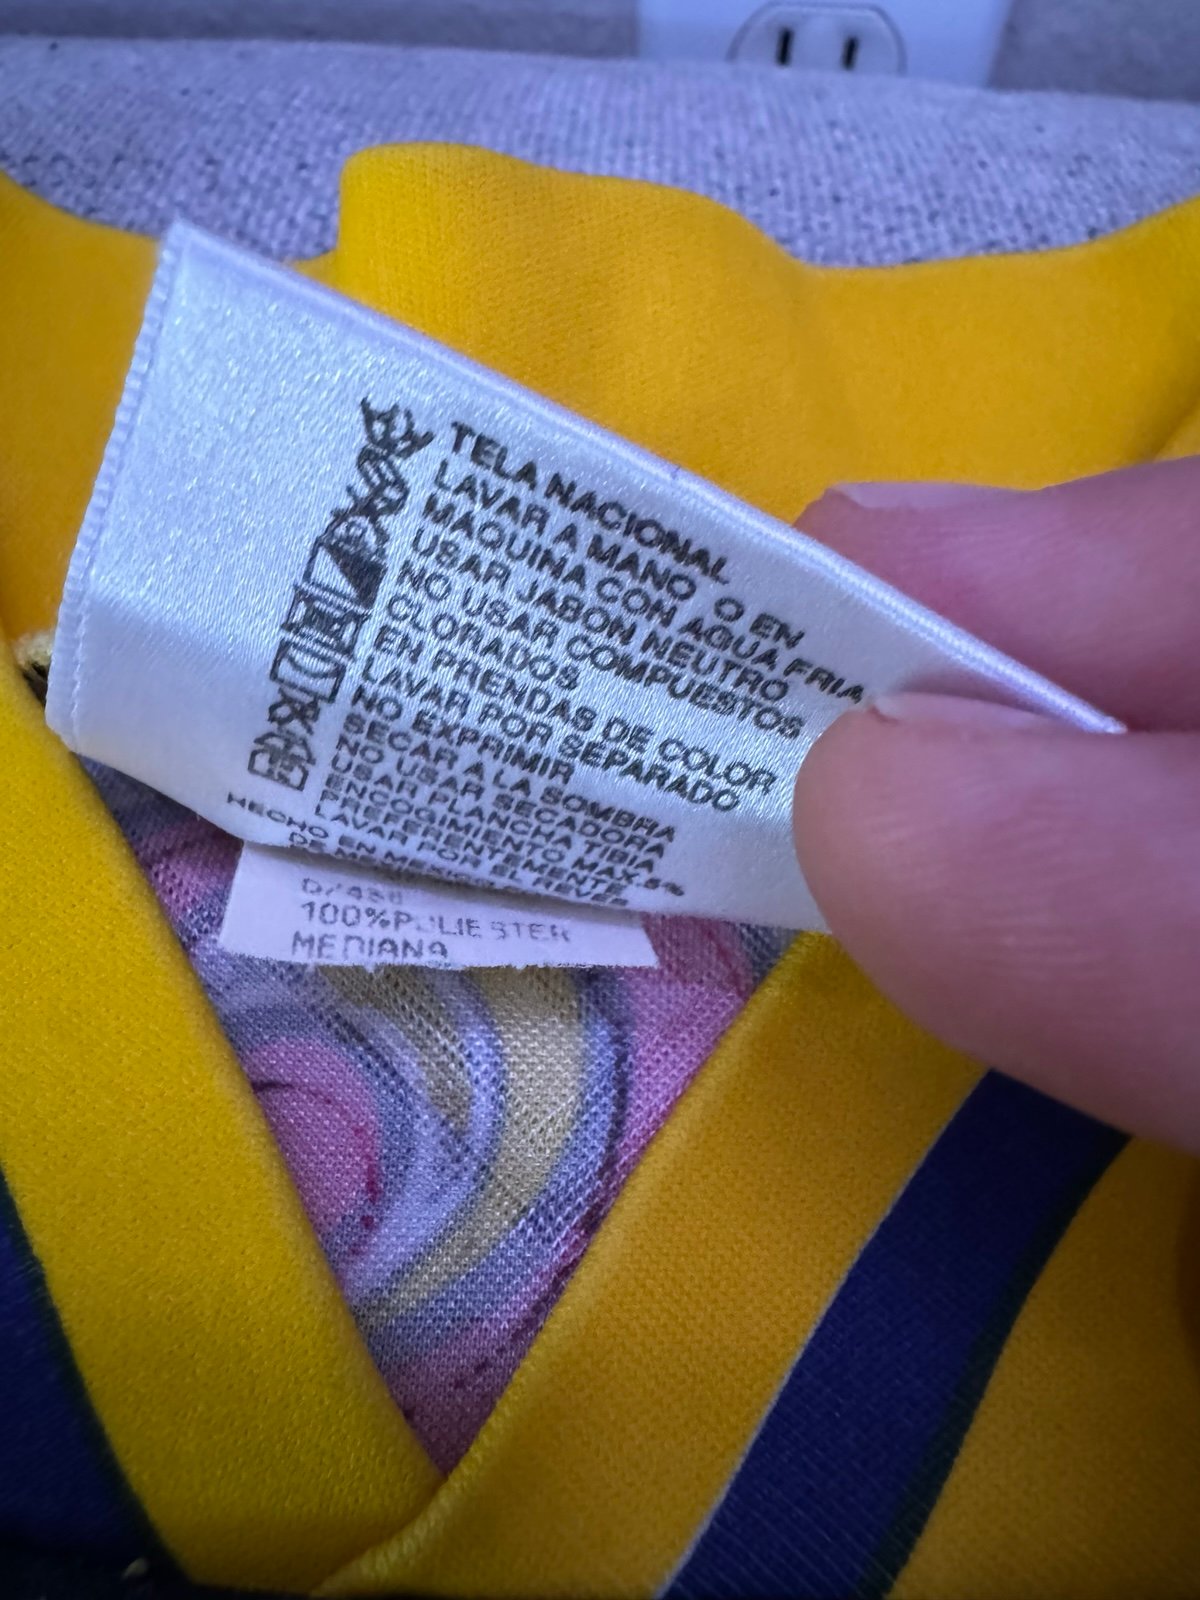 TELA NACIONAL
LAVAR A MANO O EN
MAQUINA CON AGUA FRIA
USAR JABON NEUTRO
NO USAR COMPUESTOS
CLORADOS
EN PRENDAS DE COLOR
LAVAR POR SEPARADO
NO EXPRIMIR
SECAR A LA SOMBRA
NO USAR SECADORA
USAR PLANCHA TIBIA
ENCOGIMIENTO MAX.5%
PREFERENTEMENTE
LAVAR POR EL REVES
HECHO EN MEXICO
100%POLIESTER
MEDIANA